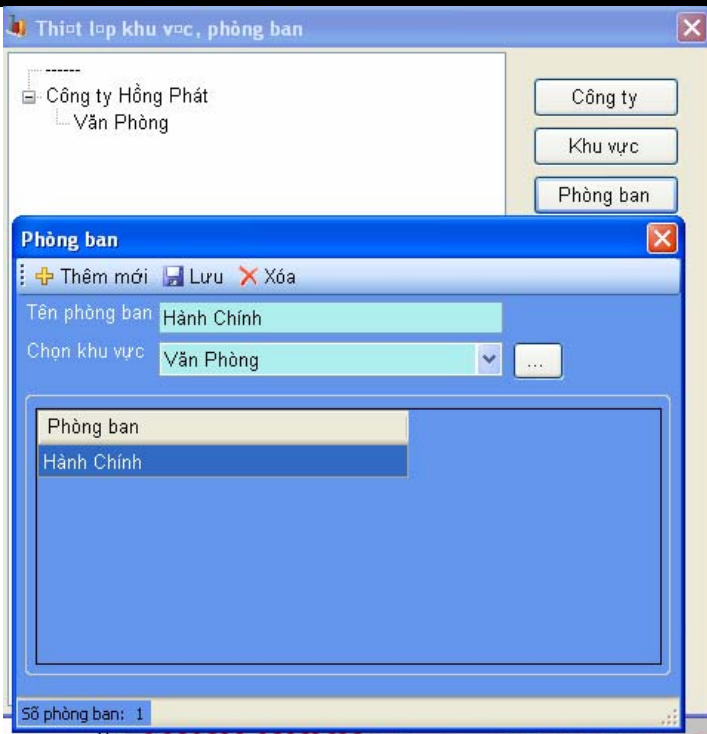 Thi¤t l¤p khu v¤c, phòng ban
------
Công ty Hồng Phát
Văn Phòng
Công ty
Khu vực
Phòng ban
Phòng ban
Thêm mới Lưu Xóa
Tên phòng ban Hành Chính
Chọn khu vực Văn Phòng ...
Phòng ban
Hành Chính
Số phòng ban: 1